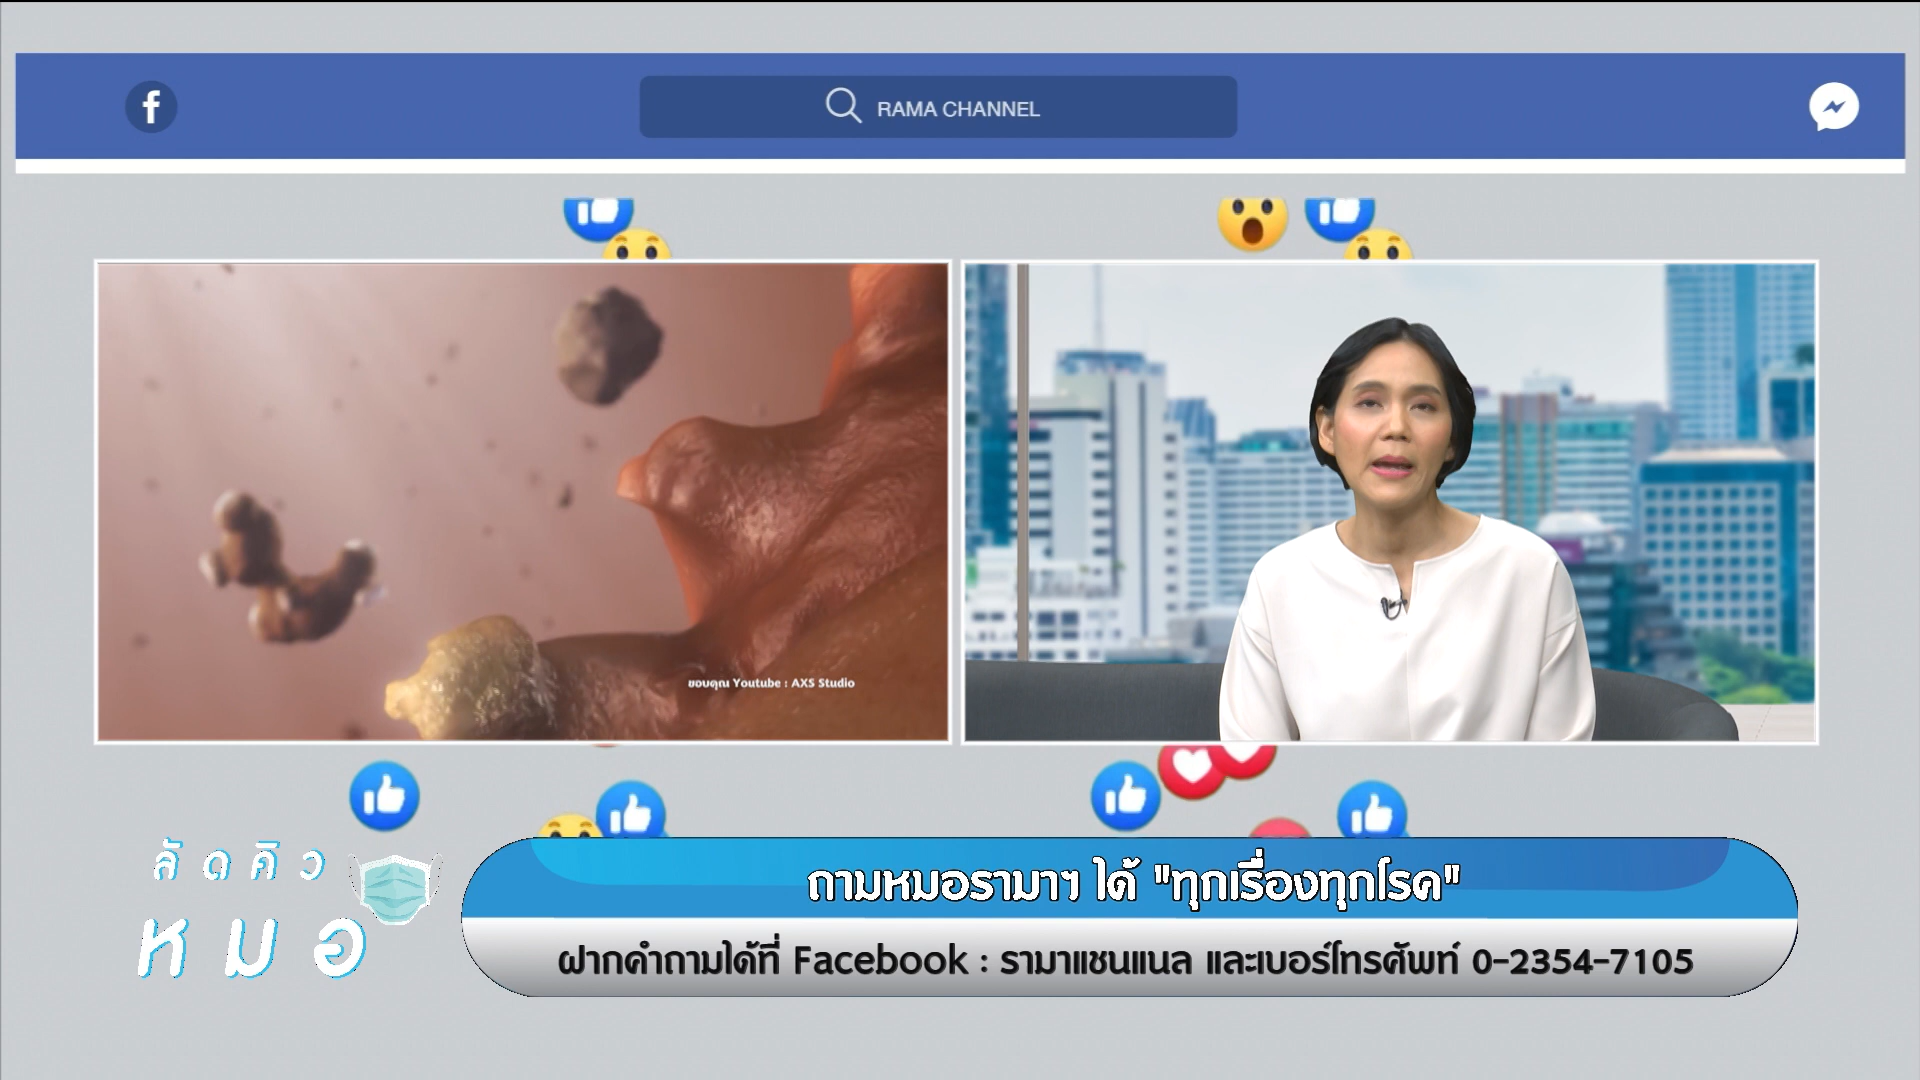 f
RAMA CHANNEL
ขอบคุณ Youtube : AXS Studio
ลัดคิว
หมอ
ถามหมอรามาฯ ได้ "ทุกเรื่องทุกโรค"
ฝากคำถามได้ที่ Facebook : รามาแชนแนล และเบอร์โทรศัพท์ 0-2354-7105